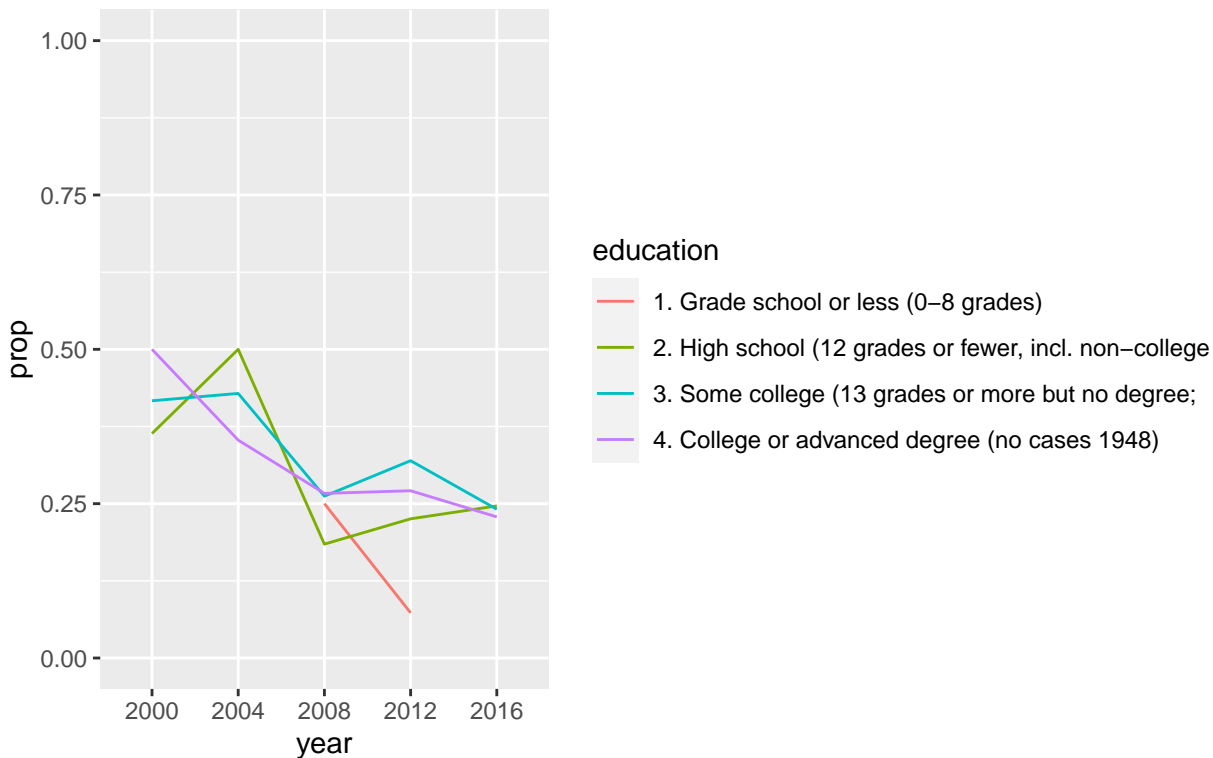 1.00
0.75
0.50
0.25
0.00
prop
2000 2004 2008 2012 2016
year
education
1. Grade school or less (0−8 grades)
2. High school (12 grades or fewer, incl. non−college
3. Some college (13 grades or more but no degree;
4. College or advanced degree (no cases 1948)